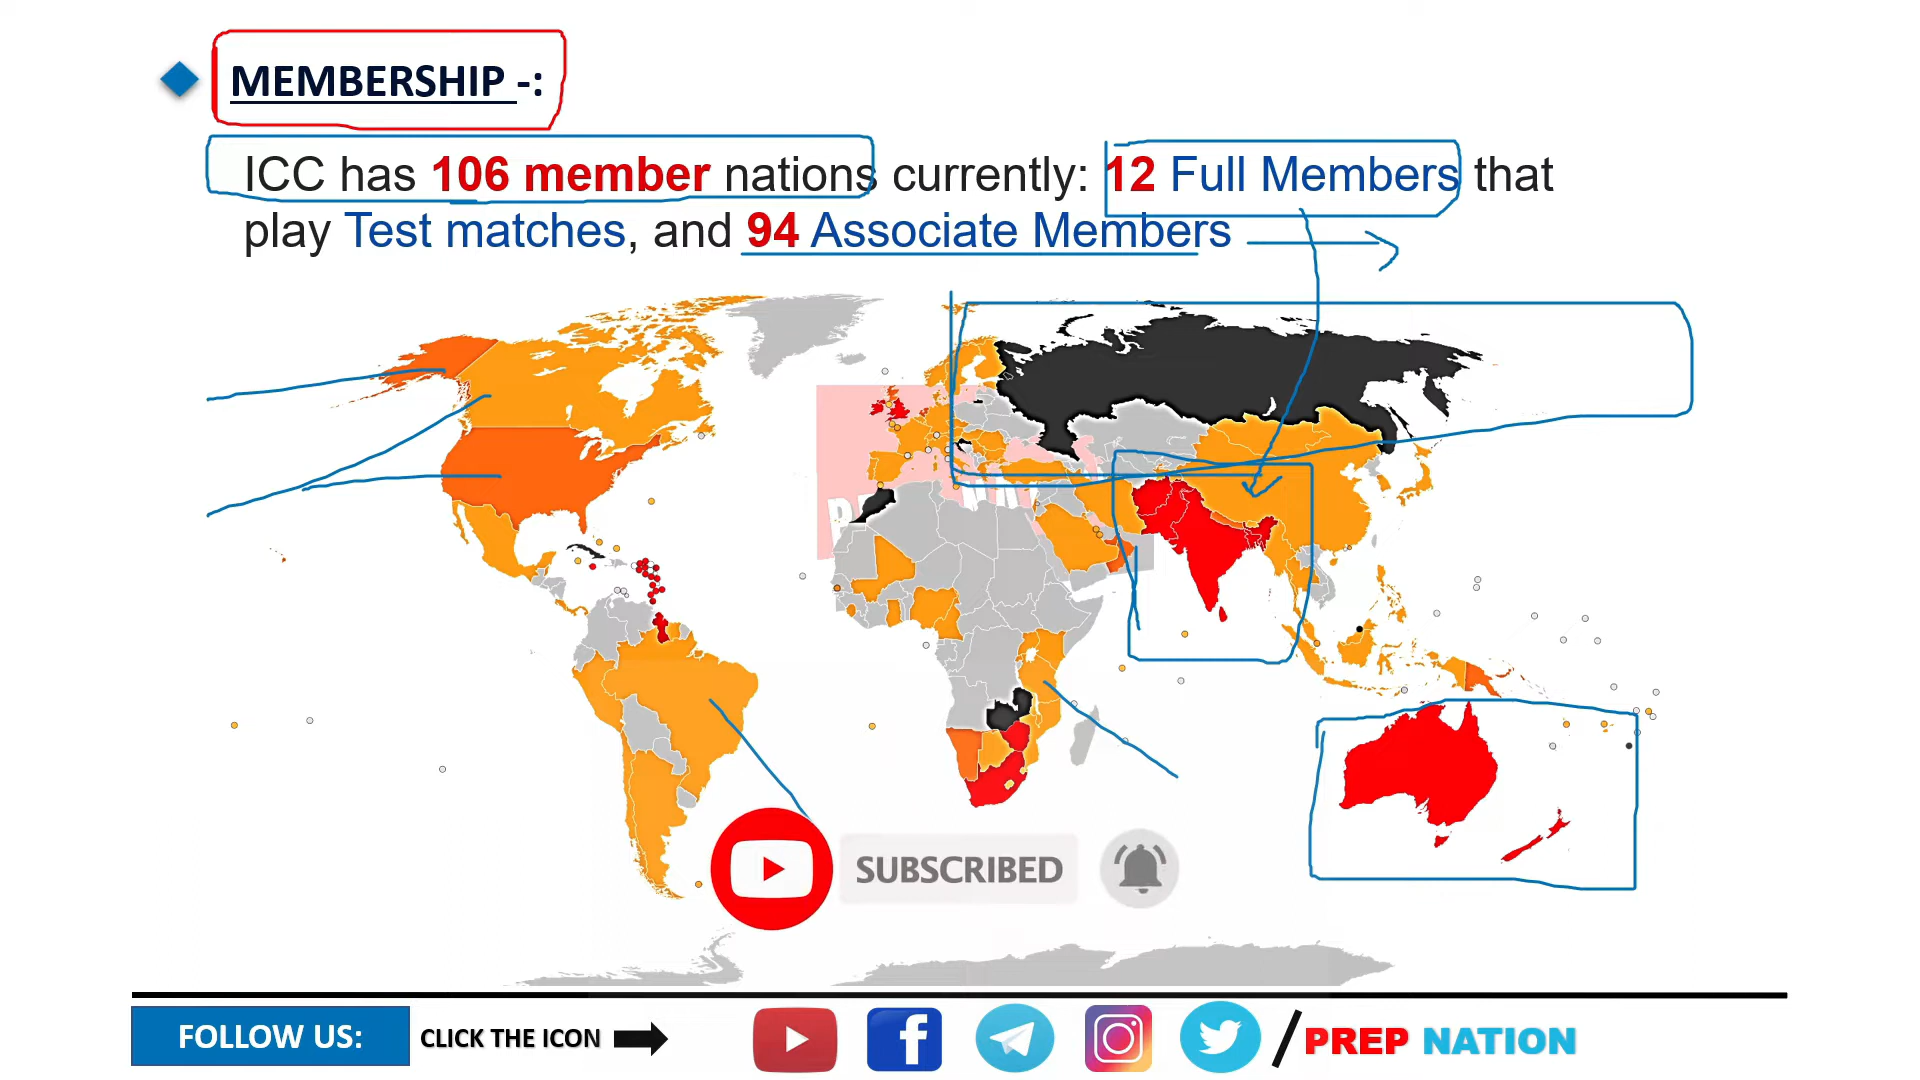 MEMBERSHIP -:
ICC has 106 member nations currently: 12 Full Members that
play Test matches, and 94 Associate Members
SUBSCRIBED
FOLLOW US:
CLICK THE ICON
/PREP NATION